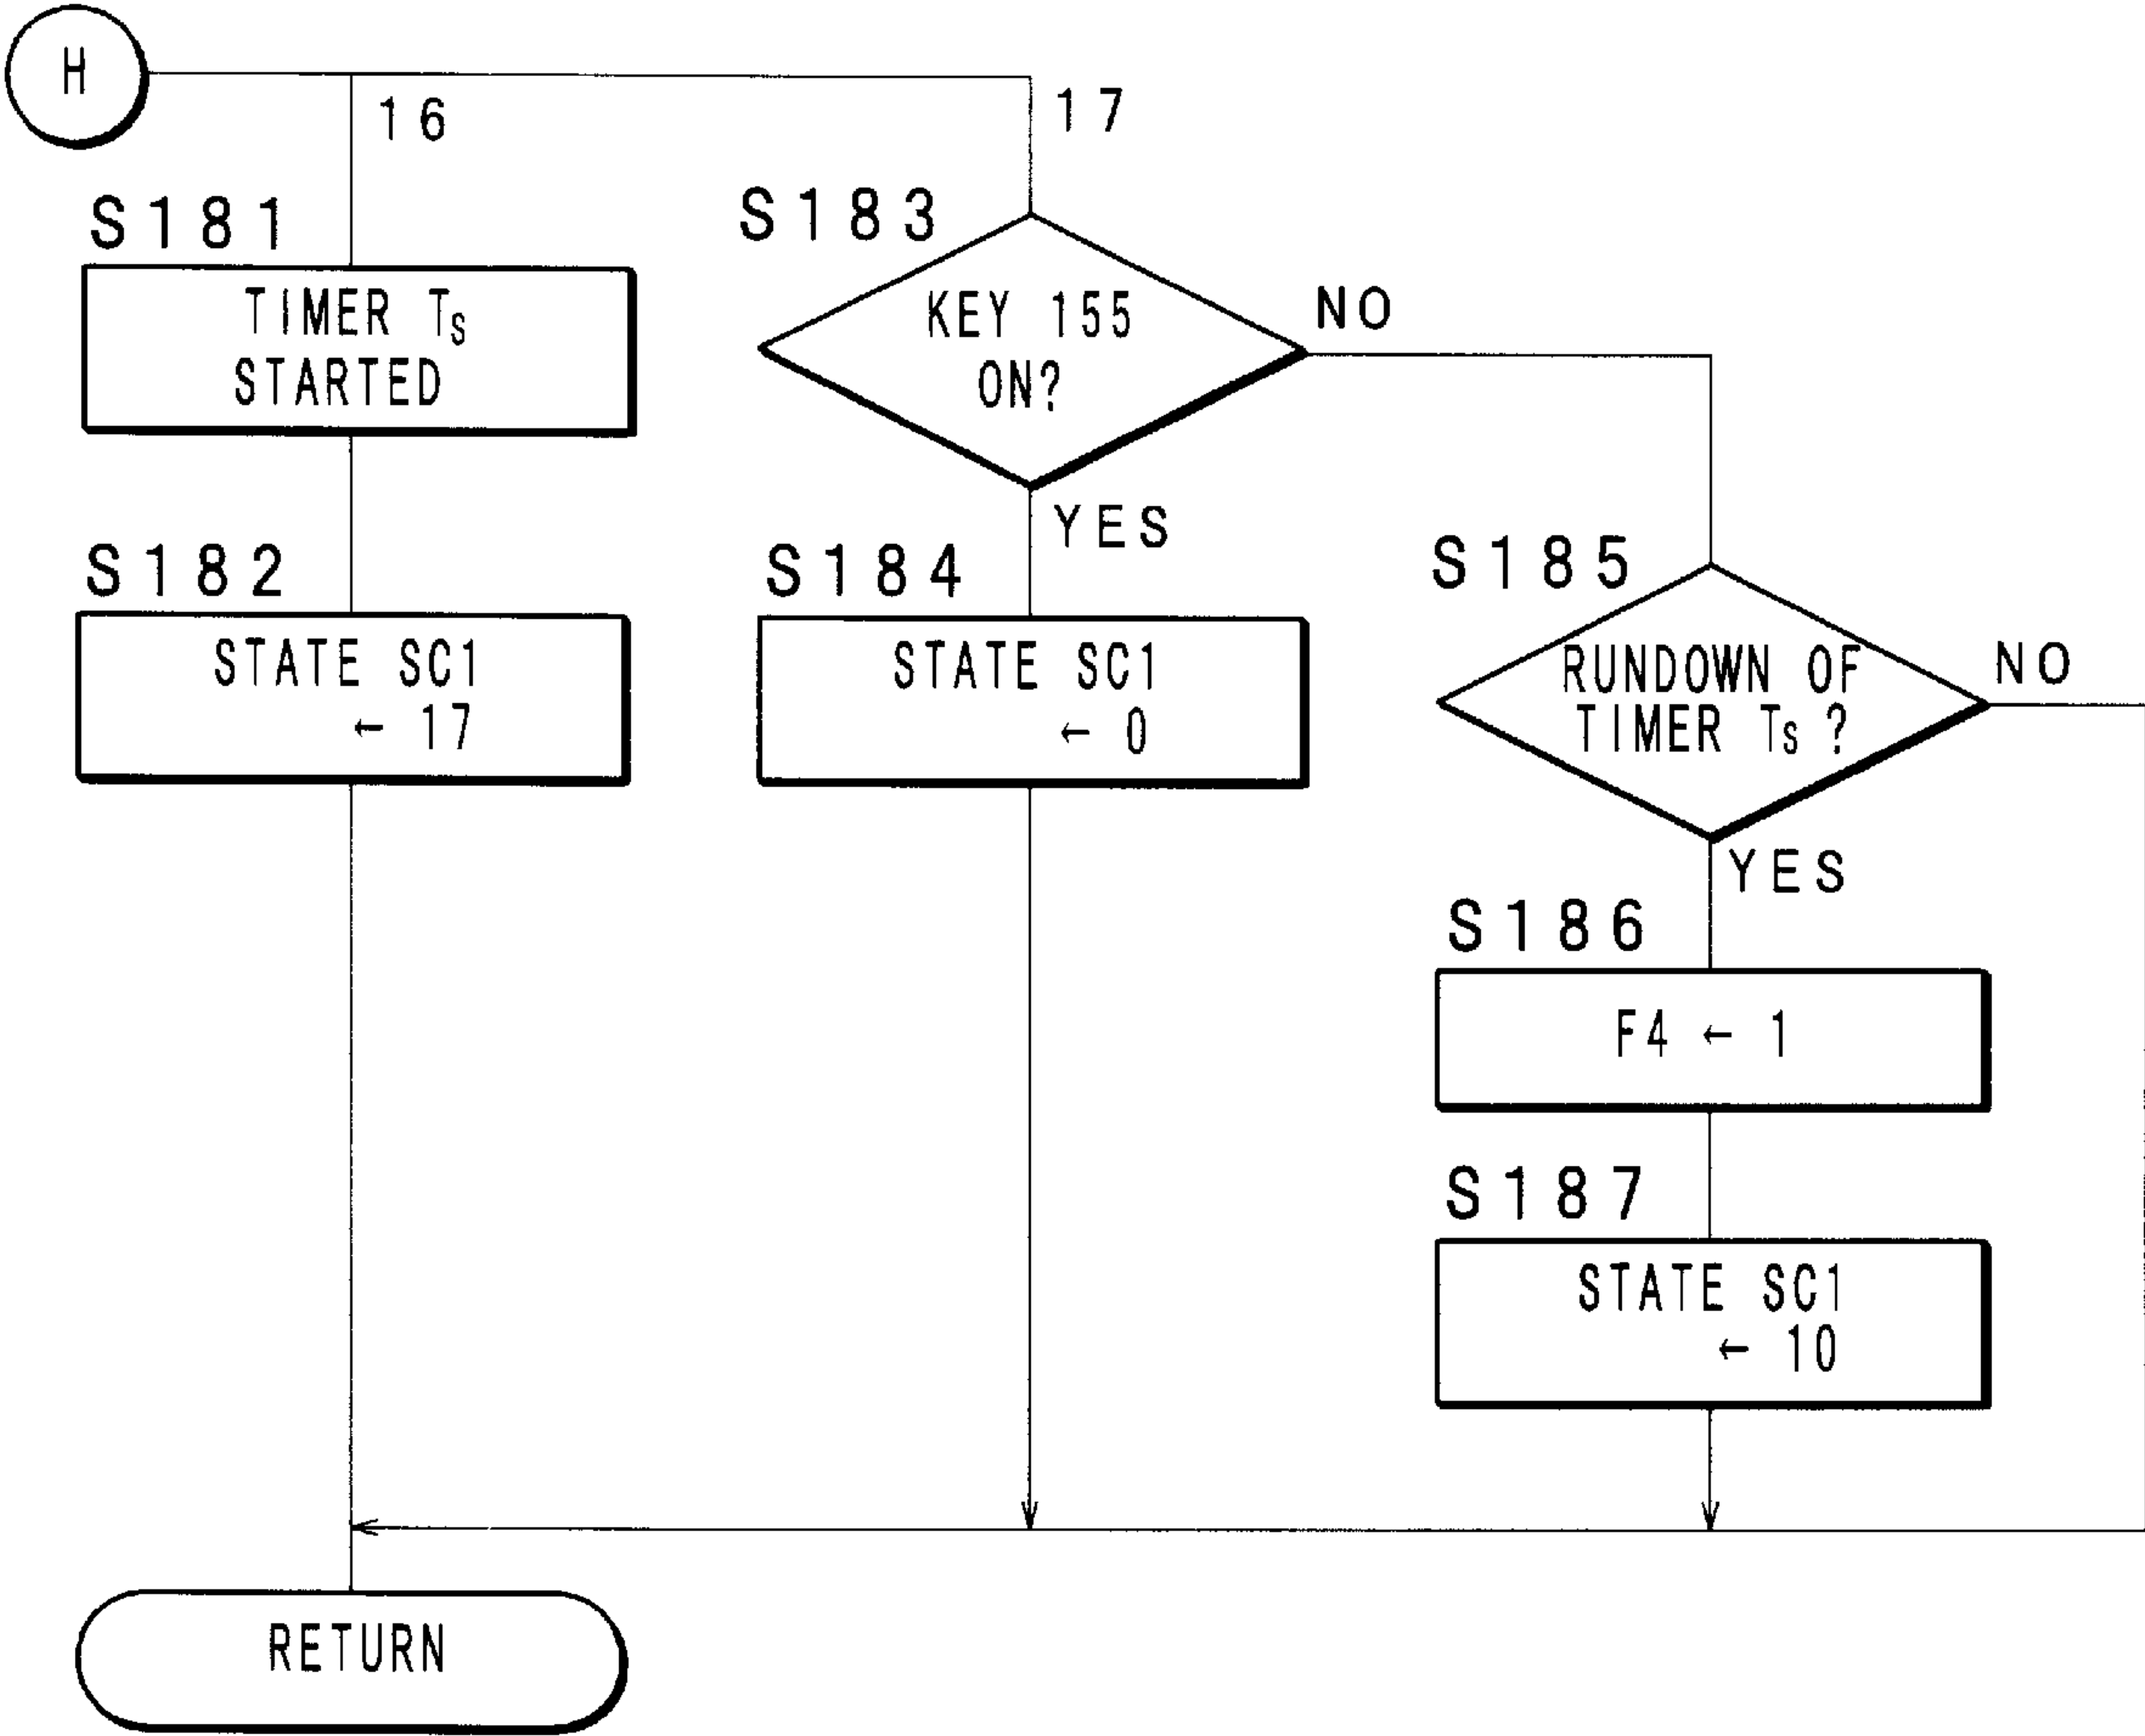 H
16
17
S181
TIMER Ts
STARTED
S182
STATE SC1
← 17
S183
KEY 155
ON?
NO
YES
S184
STATE SC1
← 0
S185
RUNDOWN OF
TIMER Ts ?
NO
YES
S186
F4 ← 1
S187
STATE SC1
← 10
RETURN